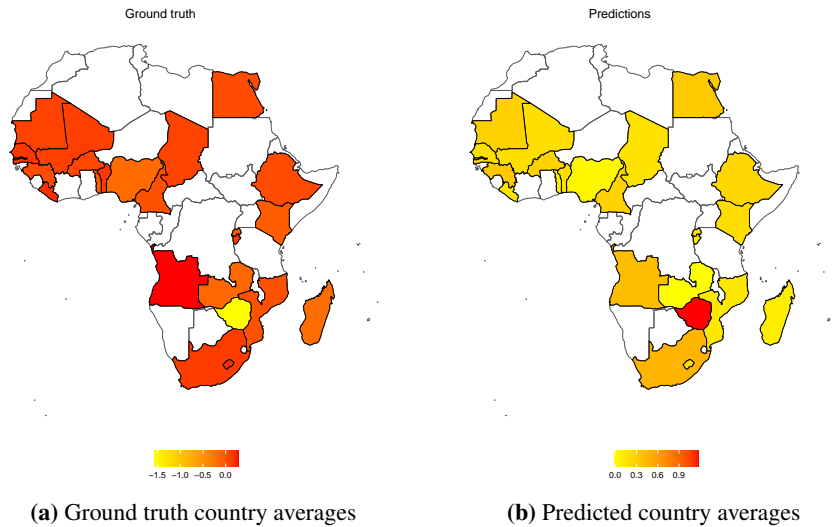 Ground truth
Predictions
−1.5 −1.0 −0.5 0.0
0.0 0.3 0.6 0.9
(a) Ground truth country averages
(b) Predicted country averages